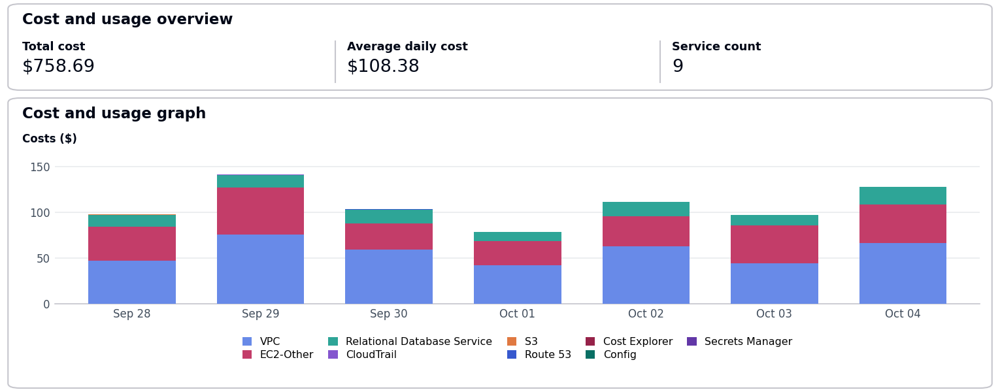 Cost and usage overview
Total cost
$758.69
Average daily cost
$108.38
Service count
9
Cost and usage graph
Costs ($)
150
100
50
0
Sep 28 Sep 29 Sep 30 Oct 01 Oct 02 Oct 03 Oct 04
VPC Relational Database Service S3 Cost Explorer Secrets Manager
EC2-Other CloudTrail Route 53 Config